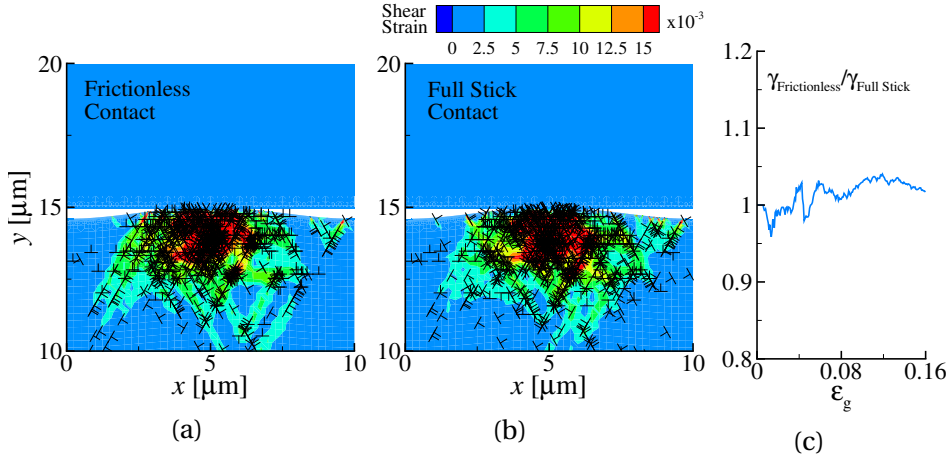 Shear
Strain
x10⁻³
0 2.5 5 7.5 10 12.5 15
20
15
10
y [μm]
Frictionless
Contact
0 5 10
x [μm]
(a)
20
15
10
Full Stick
Contact
0 5 10
x [μm]
(b)
1.2
1.1
1
0.9
0.8
γFrictionless/γFull Stick
0 0.08 0.16
εg
(c)